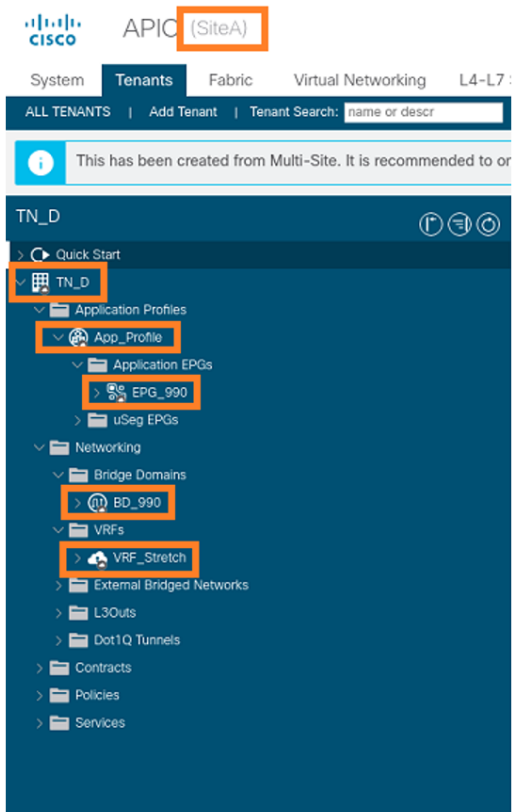 CISCO APIC (SiteA)
System Tenants Fabric Virtual Networking L4-L7
ALL TENANTS | Add Tenant | Tenant Search: name or descr
This has been created from Multi-Site. It is recommended to
TN_D
Quick Start
TN_D
Application Profiles
App_Profile
Application EPGs
EPG_990
uSeg EPGs
Networking
Bridge Domains
BD_990
VRFs
VRF_Stretch
External Bridged Networks
L3Outs
Dot1Q Tunnels
Contracts
Policies
Services